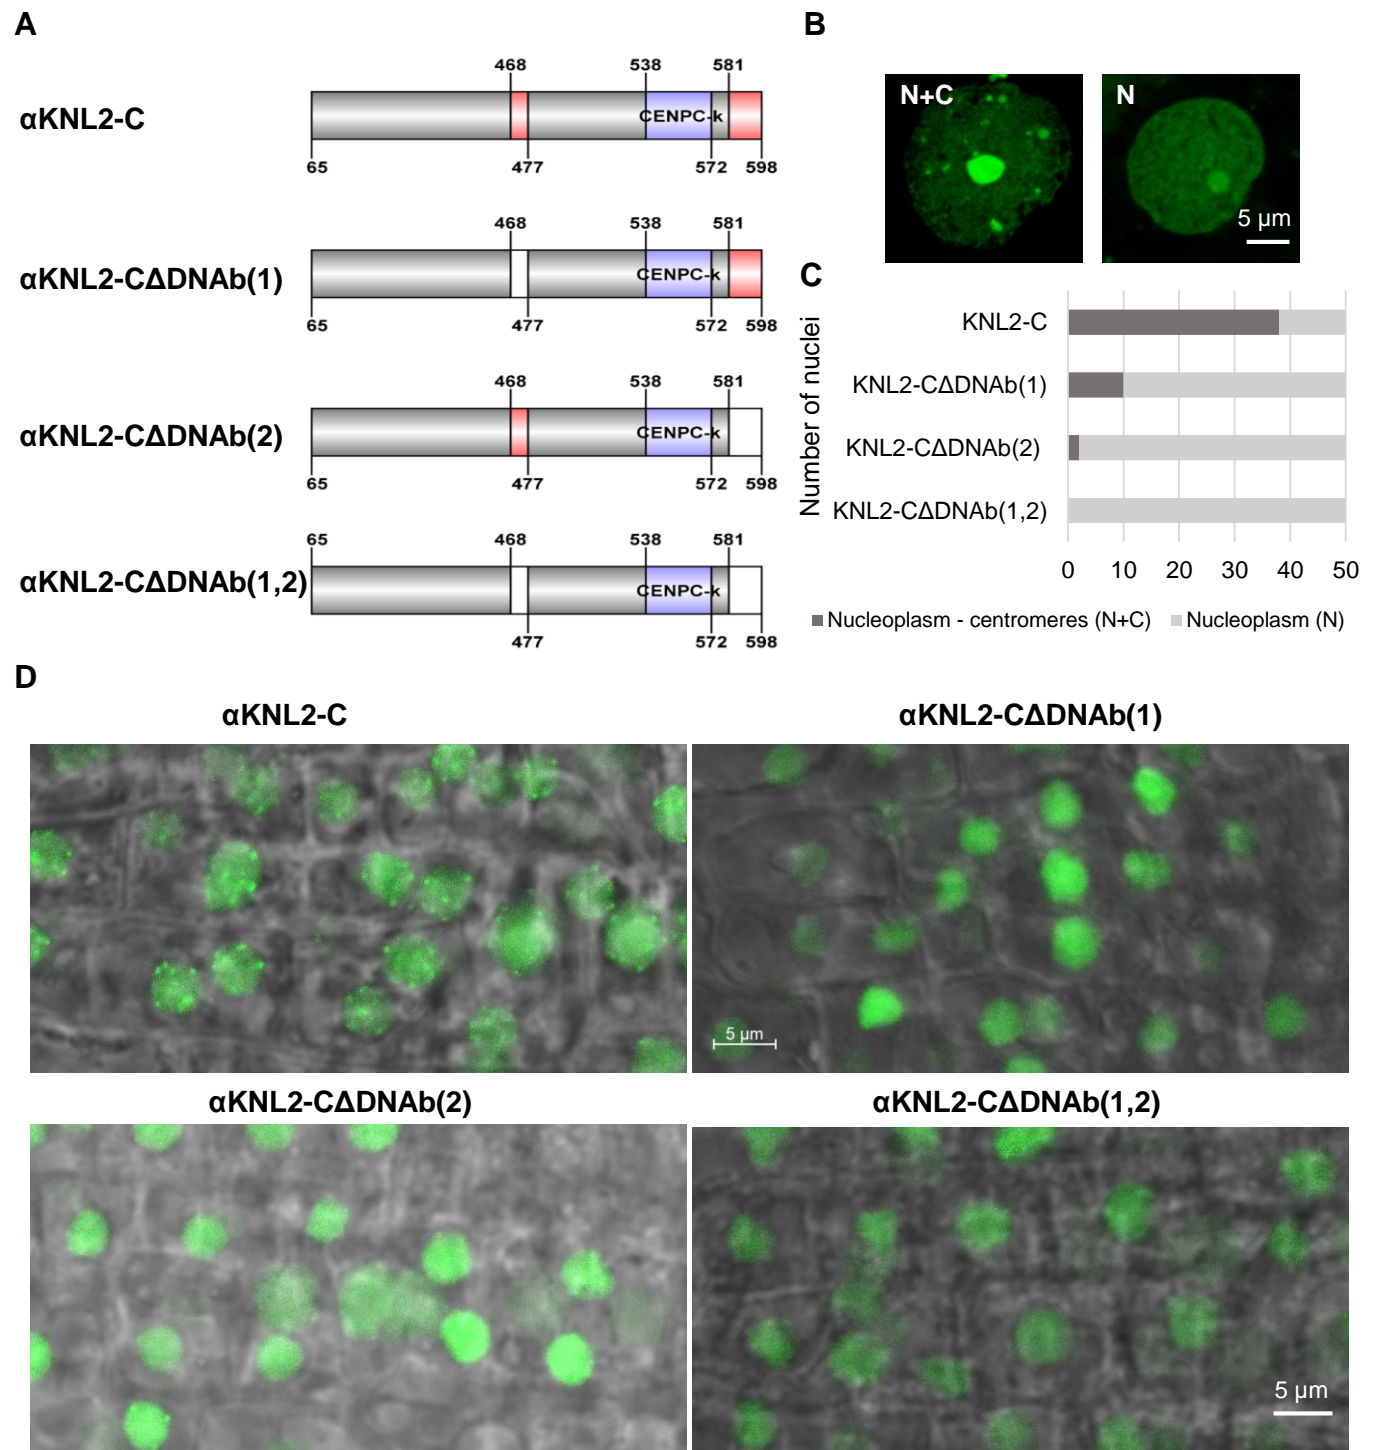 A
αKNL2-C
468 538 581
CENPC-k
65 477 572 598
αKNL2-CΔDNAb(1)
468 538 581
CENPC-k
65 477 572 598
αKNL2-CΔDNAb(2)
468 538 581
CENPC-k
65 477 572 598
αKNL2-CΔDNAb(1,2)
65 468 538 581
CENPC-k
477 572 598
B
N+C
N
5 µm
C
Number of nuclei
KNL2-C
KNL2-CΔDNAb(1)
KNL2-CΔDNAb(2)
KNL2-CΔDNAb(1,2)
0 10 20 30 40 50
Nucleoplasm - centromeres (N+C) Nucleoplasm (N)
D
αKNL2-C
αKNL2-CΔDNAb(1)
5 µm
αKNL2-CΔDNAb(2)
αKNL2-CΔDNAb(1,2)
5 µm